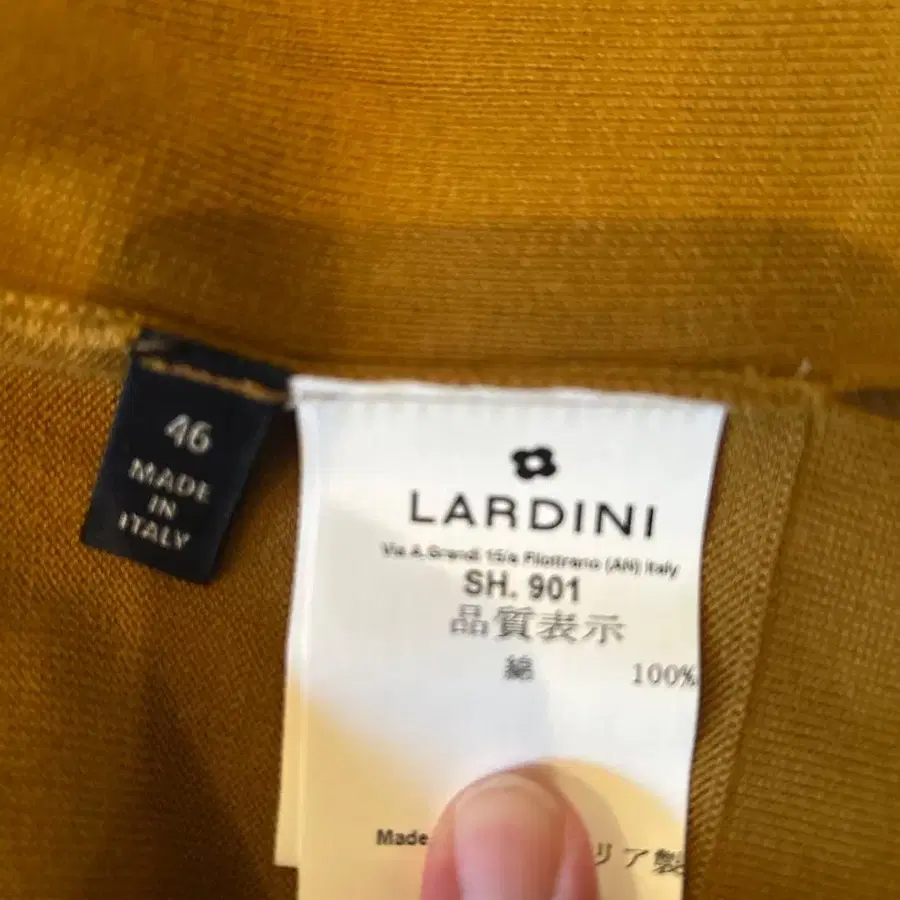 46
MADE
IN
ITALY
LARDINI
Via A.Grandi 15/a Filottrano (AN) Italy
SH. 901
品質表示
綿 100%
Made リア製